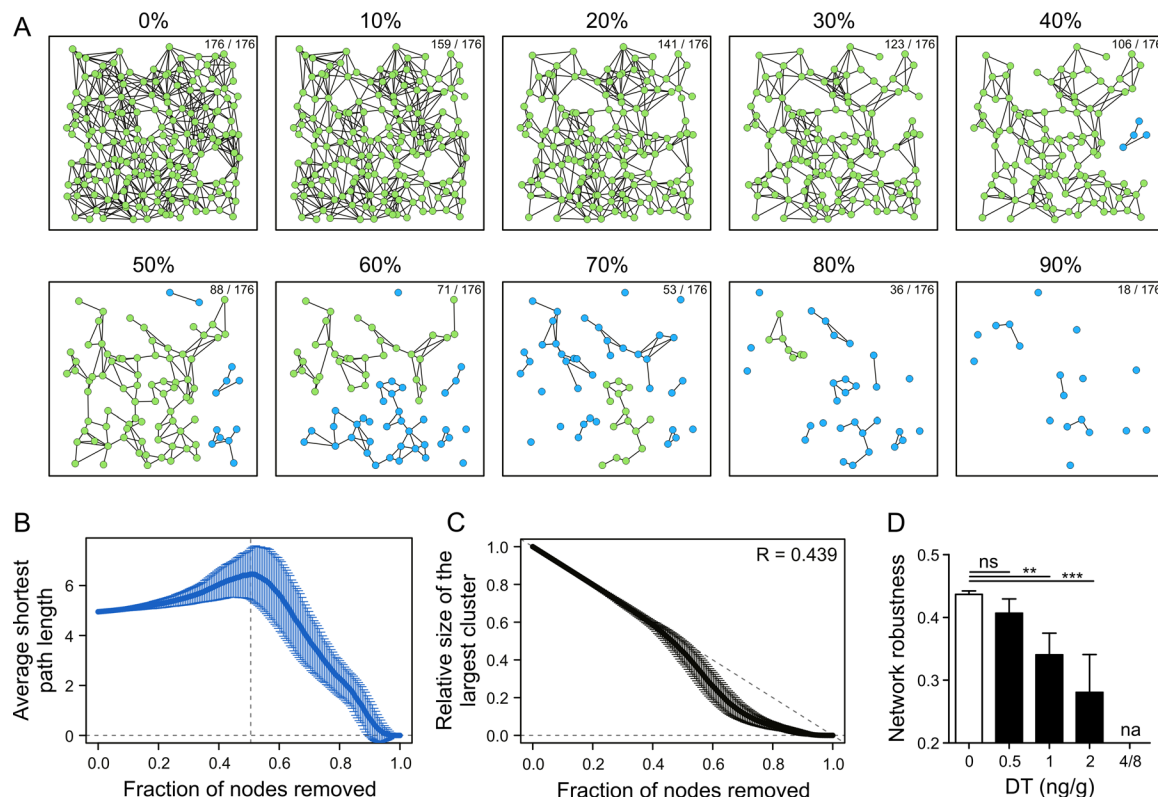 A
0% 10% 20% 30% 40%
176 / 176 159 / 176 141 / 176 123 / 176 106 / 176
50% 60% 70% 80% 90%
88 / 176 71 / 176 53 / 176 36 / 176 18 / 176
B
Average shortest
path length
6
4
2
0
0.0 0.2 0.4 0.6 0.8 1.0
Fraction of nodes removed
C
Relative size of the
largest cluster
R = 0.439
1.0
0.8
0.6
0.4
0.2
0.0
0.0 0.2 0.4 0.6 0.8 1.0
Fraction of nodes removed
D
Network robustness
0.5
0.4
0.3
0.2
ns
**
***
na
0 0.5 1 2 4/8
DT (ng/g)